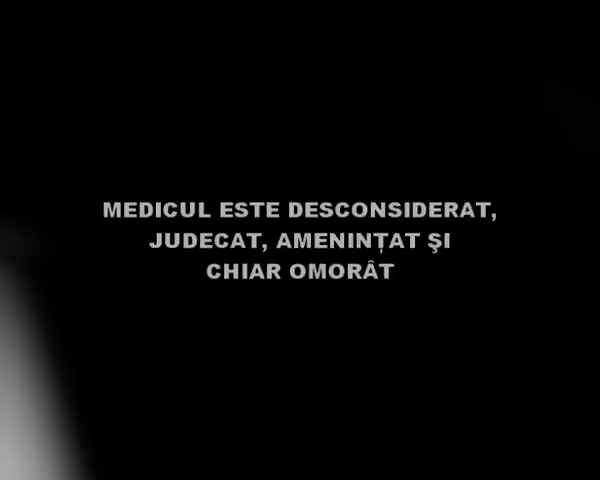 MEDICUL ESTE DESCONSIDERAT,
JUDECAT, AMENINȚAT ŞI
CHIAR OMORÂT